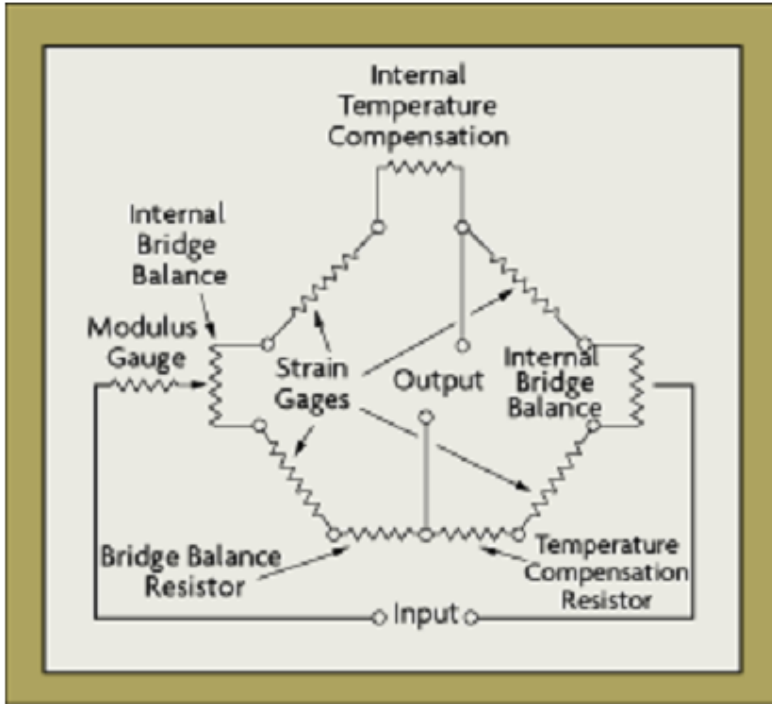 Internal
Temperature
Compensation
Internal
Bridge
Balance
Modulus
Gauge
Strain
Gages
Output
Internal
Bridge
Balance
Bridge Balance
Resistor
Temperature
Compensation
Resistor
Input